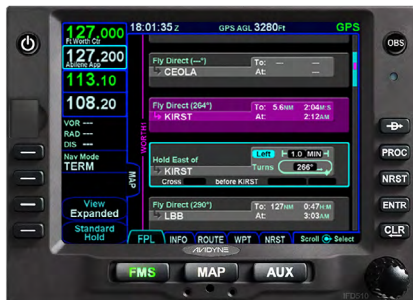 127.000
Ft Worth Ctr
127.200
Abilene App
113.10
108.20
VOR ---
RAD ---
DIS ---
Nav Mode
TERM
View
Expanded
Standard
Hold
18:01:35 z GPS AGL 3280Ft GPS
WORTH1
MAP
Fly Direct (---°) To: --- ---
CEOLA At: ---
Fly Direct (264°) To: 5.6NM 2:04M:S
KIRST At: 2:12AM
Hold East of Left 1.0 MIN
KIRST Turns 266°
Cross before KIRST
Fly Direct (290°) To: 127NM 0:47H:M
LBB At: 3:03AM
FPL INFO ROUTE WPT NRST Scroll Select
AVIDYNE
FMS MAP AUX
OBS
D
PROC
NRST
ENTR
CLR
IFD510